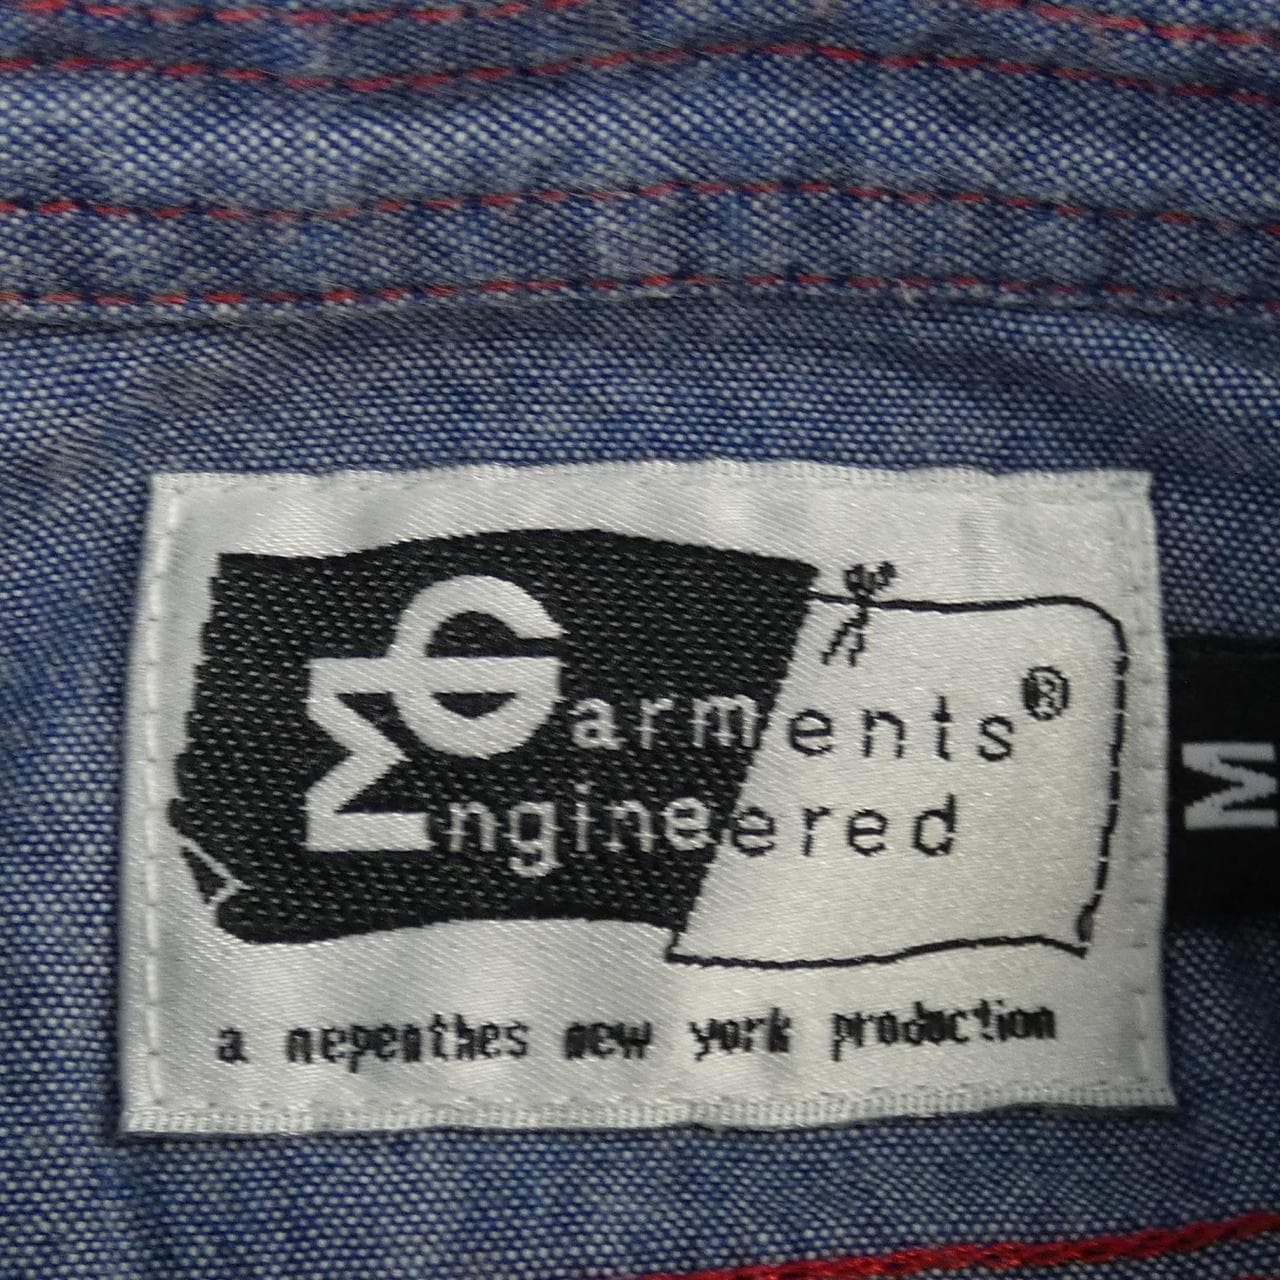 Garments®
Engineered
a nepenthes new york production
M